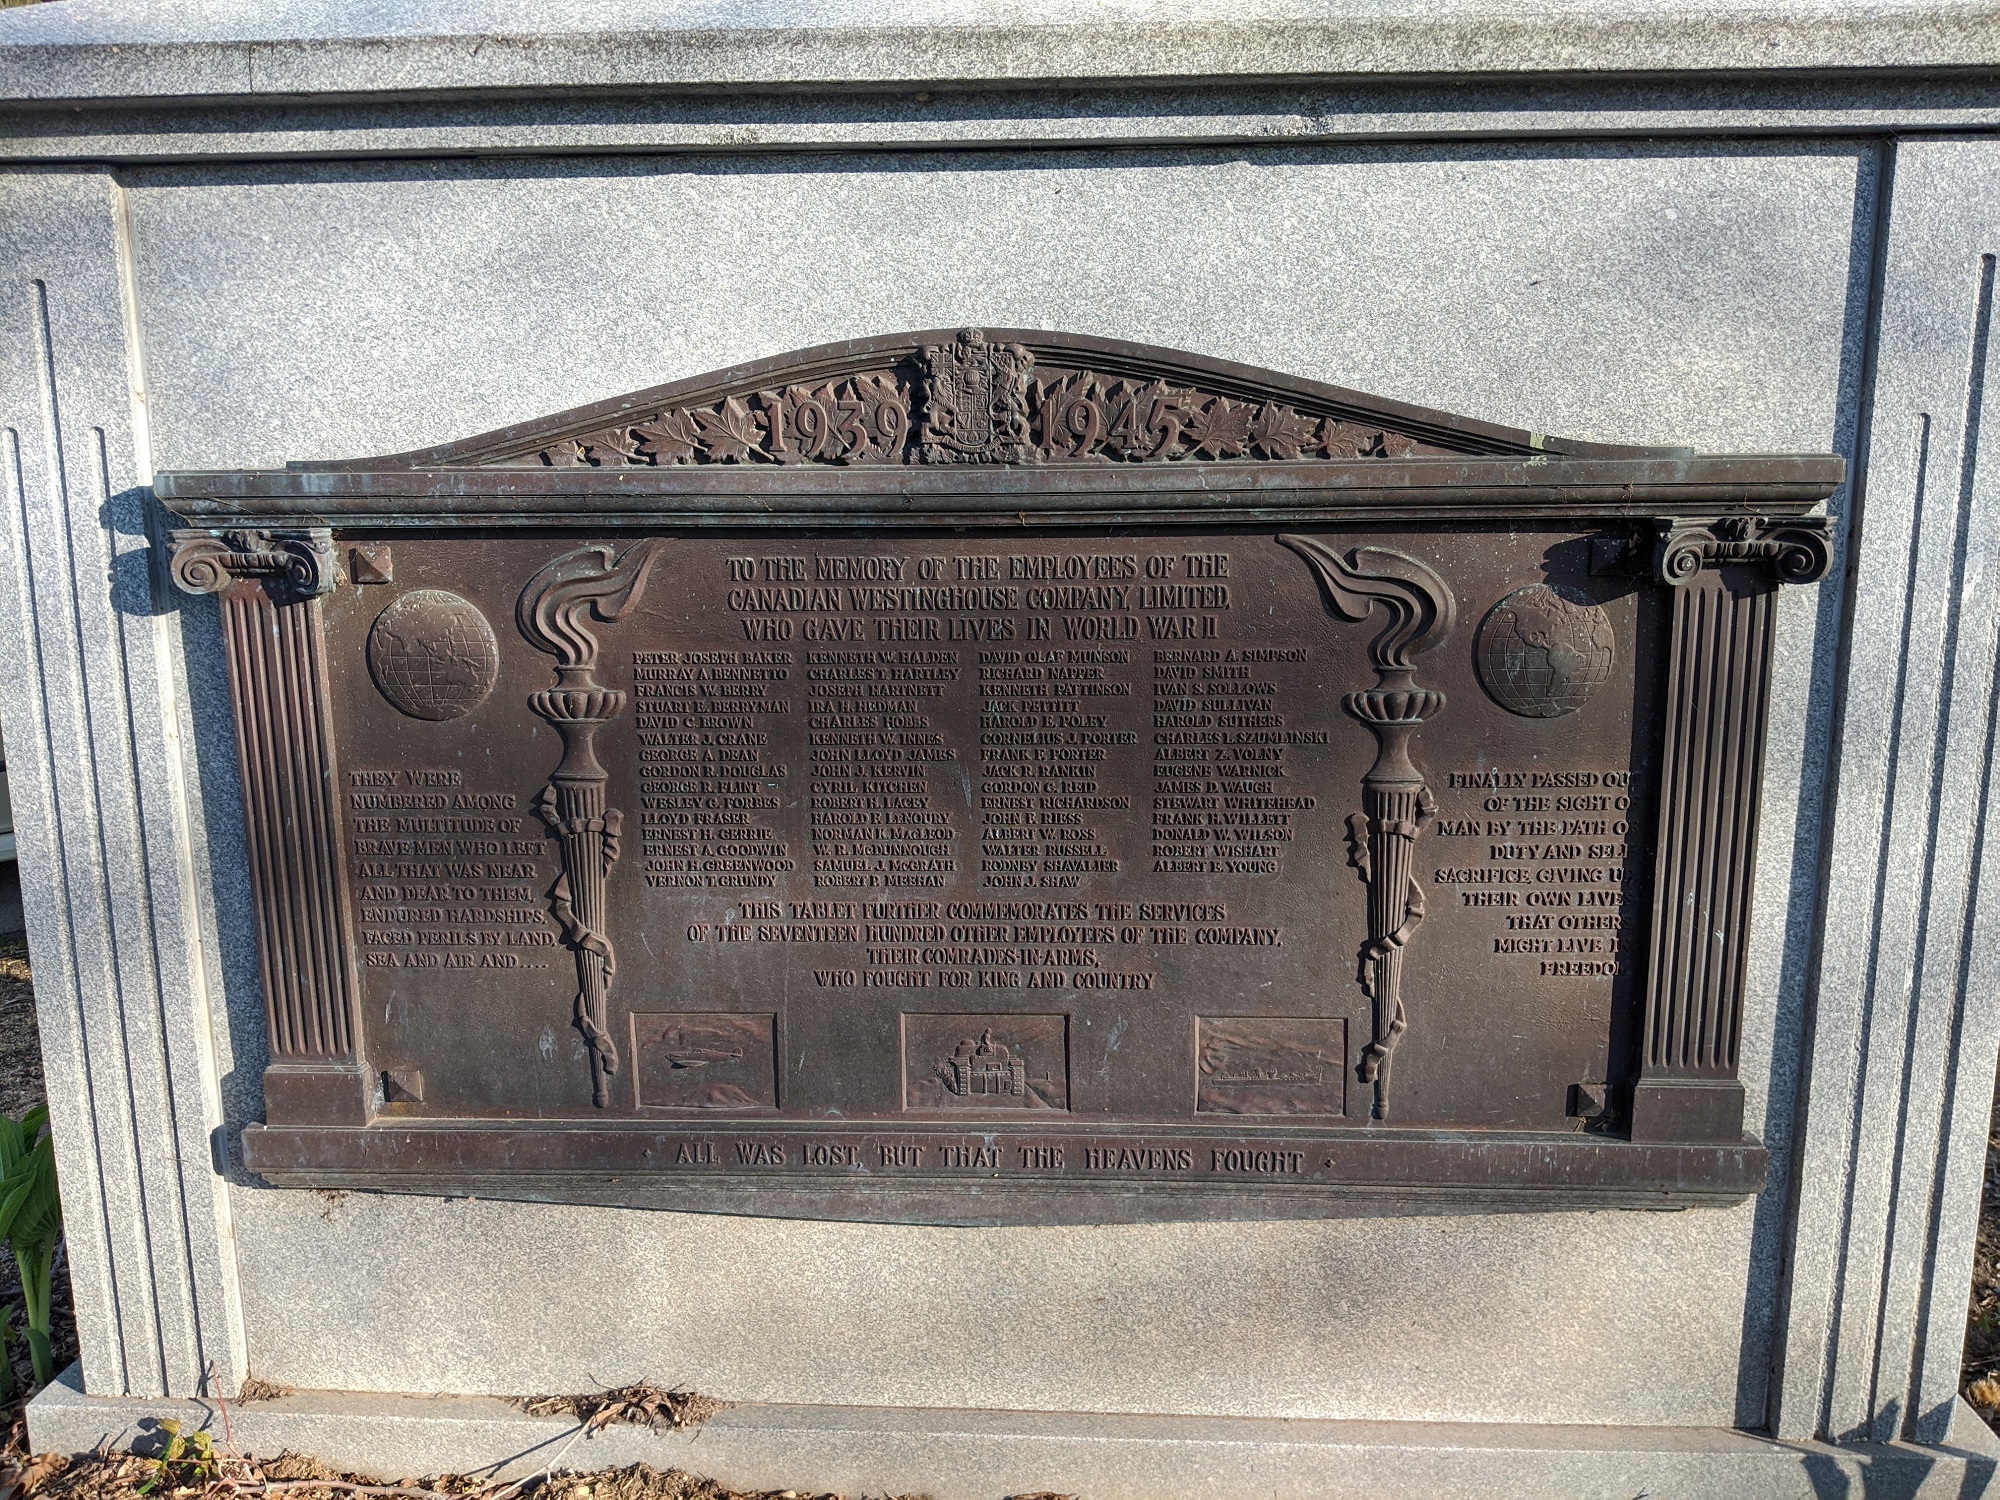 1939 1945
TO THE MEMORY OF THE EMPLOYEES OF THE
CANADIAN WESTINGHOUSE COMPANY, LIMITED,
WHO GAVE THEIR LIVES IN WORLD WAR II
PETER JOSEPH BAKER
MURRAY A. BENNETTO
FRANCIS W. BERRY
STUART E. BERRYMAN
DAVID C. BROWN
WALTER J. CRANE
GEORGE A. DEAN
GORDON R. DOUGLAS
GEORGE R. FLINT
WESLEY G. FORBES
LLOYD FRASER
ERNEST H. GERRIE
ERNEST A. GOODWIN
JOHN H. GREENWOOD
VERNON T. GRUNDY
KENNETH W. HALDEN
CHARLES T. HARTLEY
JOSEPH HARTNETT
IRA H. HEDMAN
CHARLES HOBBS
KENNETH W. INNES
JOHN LLOYD JAMES
JOHN J. KERVIN
CYRIL KITCHEN
ROBERT H. LACEY
HAROLD F. LENOURY
NORMAN K. MacLEOD
W. R. McDUNNOUGH
SAMUEL J. McGRATH
ROBERT P. MEEHAN
DAVID OLAF MUNSON
RICHARD NAPPER
KENNETH PATTINSON
JACK PETTITT
HAROLD E. POLEY
CORNELIUS J. PORTER
FRANK F. PORTER
JACK R. RANKIN
GORDON C. REID
ERNEST RICHARDSON
JOHN F. RIESS
ALBERT W. ROSS
WALTER RUSSELL
RODNEY SHAVALIER
JOHN J. SHAW
BERNARD A. SIMPSON
DAVID SMITH
IVAN S. SOLLOWS
DAVID SULLIVAN
HAROLD SUTHERS
CHARLES L. SZUMLINSKI
ALBERT Z. VOLNY
EUGENE WARNICK
JAMES D. WAUGH
STEWART WHITEHEAD
FRANK H. WILLETT
DONALD W. WILSON
ROBERT WISHART
ALBERT E. YOUNG
THEY WERE
NUMBERED AMONG
THE MULTITUDE OF
BRAVE MEN, WHO LEFT
ALL THAT WAS NEAR
AND DEAR TO THEM,
ENDURED HARDSHIPS,
FACED PERILS BY LAND,
SEA AND AIR AND ....
FINALLY PASSED OUT
OF THE SIGHT OF
MAN BY THE PATH OF
DUTY AND SELF
SACRIFICE, GIVING UP
THEIR OWN LIVES
THAT OTHERS
MIGHT LIVE IN
FREEDOM
THIS TABLET FURTHER COMMEMORATES THE SERVICES
OF THE SEVENTEEN HUNDRED OTHER EMPLOYEES OF THE COMPANY,
THEIR COMRADES-IN-ARMS,
WHO FOUGHT FOR KING AND COUNTRY
ALL WAS LOST, BUT THAT THE HEAVENS FOUGHT